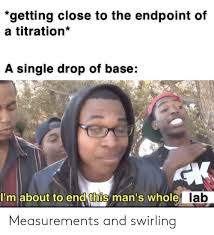 *getting close to the endpoint of
a titration*
A single drop of base:
GK
I'm about to end this man's whole lab
Measurements and swirling